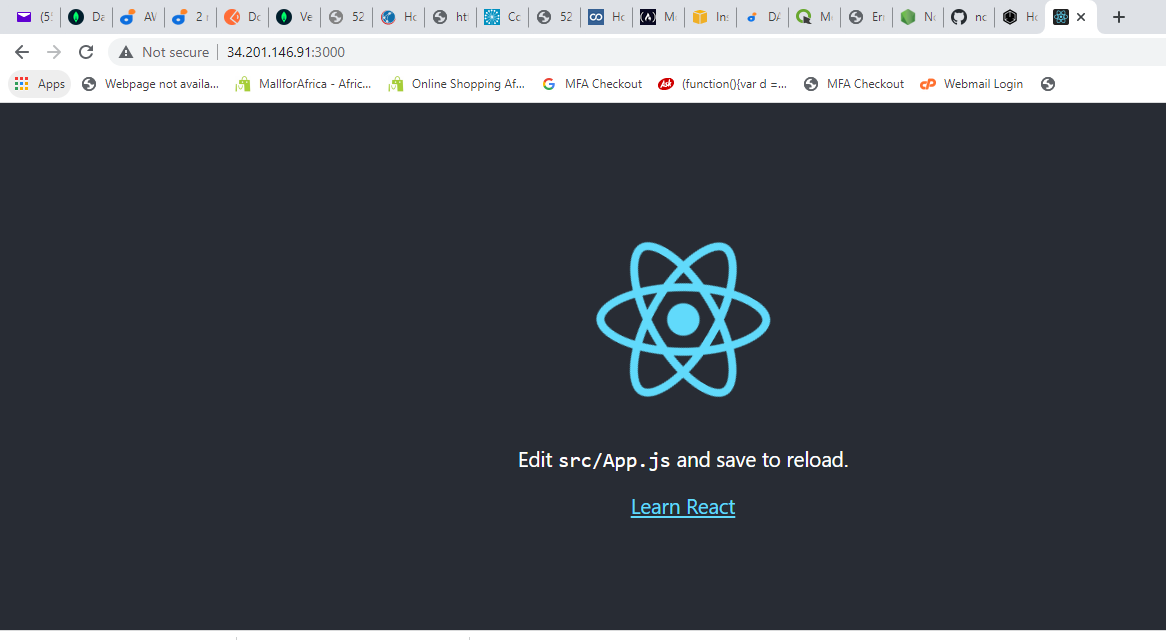 (5: Da AV 2 Dc Ve 52 Hc ht Cc 52 Hc M In: DA M Er N nc Hc
Not secure 34.201.146.91:3000
Apps Webpage not availa... MallforAfrica - Afric... Online Shopping Af... MFA Checkout (function(){var d =... MFA Checkout Webmail Login
Edit src/App.js and save to reload.
Learn React